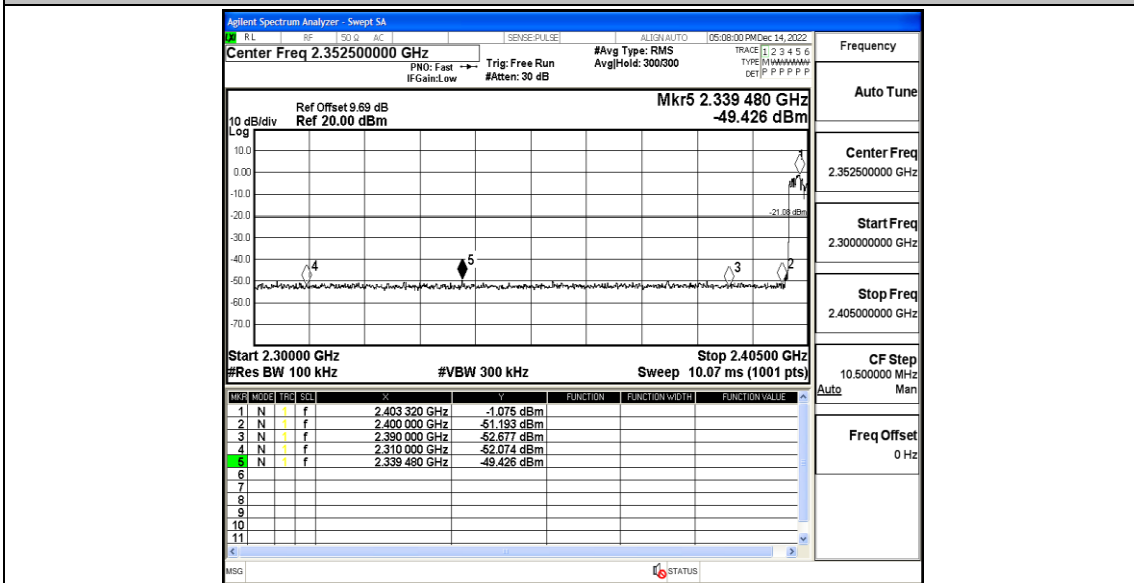 Agilent Spectrum Analyzer - Swept SA
LXI RL RF 50 Ω AC SENSE:PULSE ALIGN AUTO 05:08:00 PM Dec 14, 2022
Center Freq 2.352500000 GHz
PNO: Fast
IFGain:Low
Trig: Free Run
#Atten: 30 dB
#Avg Type: RMS
Avg|Hold: 300/300
TRACE 1 2 3 4 5 6
TYPE M WWWWW
DET P P P P P P
Frequency
Auto Tune
Center Freq
2.352500000 GHz
Start Freq
2.300000000 GHz
Stop Freq
2.405000000 GHz
CF Step
10.500000 MHz
Auto Man
Freq Offset
0 Hz
Ref Offset 9.69 dB
10 dB/div Ref 20.00 dBm
Log
Mkr5 2.339 480 GHz
-49.426 dBm
10.0
0.00
-10.0
-20.0
-30.0
-40.0
-50.0
-60.0
-70.0
1
-21.08 dBm
4
5
3
2
Start 2.30000 GHz Stop 2.40500 GHz
#Res BW 100 kHz #VBW 300 kHz Sweep 10.07 ms (1001 pts)
MKR MODE TRC SCL X Y FUNCTION FUNCTION WIDTH FUNCTION VALUE
1 N 1 f 2.403 320 GHz -1.075 dBm
2 N 1 f 2.400 000 GHz -51.193 dBm
3 N 1 f 2.390 000 GHz -52.677 dBm
4 N 1 f 2.310 000 GHz -52.074 dBm
5 N 1 f 2.339 480 GHz -49.426 dBm
6
7
8
9
10
11
MSG STATUS